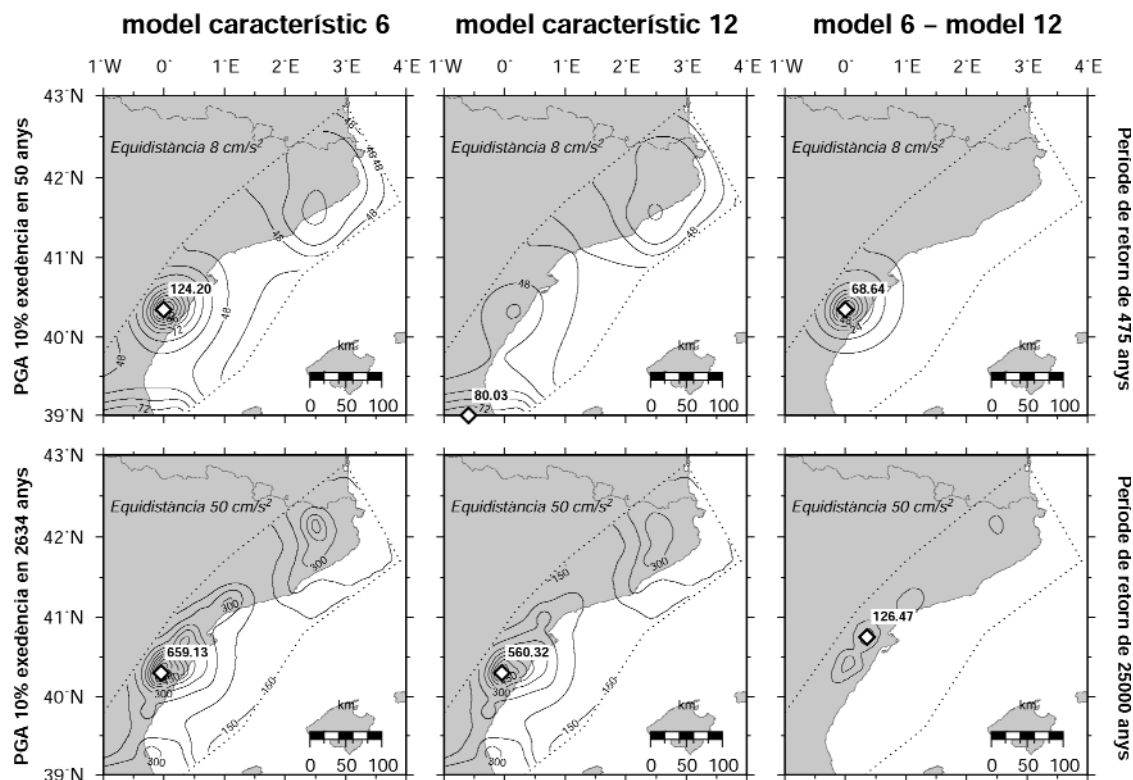 model característic 6
model característic 12
model 6 – model 12
1˚W 0˚ 1˚E 2˚E 3˚E 4˚E
1˚W 0˚ 1˚E 2˚E 3˚E 4˚E
1˚W 0˚ 1˚E 2˚E 3˚E 4˚E
PGA 10% exedència en 50 anys
43˚N
42˚N
41˚N
40˚N
39˚N
Equidistància 8 cm/s²
48
48
48
48
48
48
124.20
72
48
48
72
km
0 50 100
Equidistància 8 cm/s²
48
48
80.03
72
km
0 50 100
Equidistància 8 cm/s²
68.64
24
km
0 50 100
Període de retorn de 475 anys
PGA 10% exedència en 2634 anys
43˚N
42˚N
41˚N
40˚N
39˚N
Equidistància 50 cm/s²
300
300
659.13
300
150
150
300
km
0 50 100
Equidistància 50 cm/s²
300
150
560.32
300
150
150
300
km
0 50 100
Equidistància 50 cm/s²
126.47
km
0 50 100
Període de retorn de 25000 anys